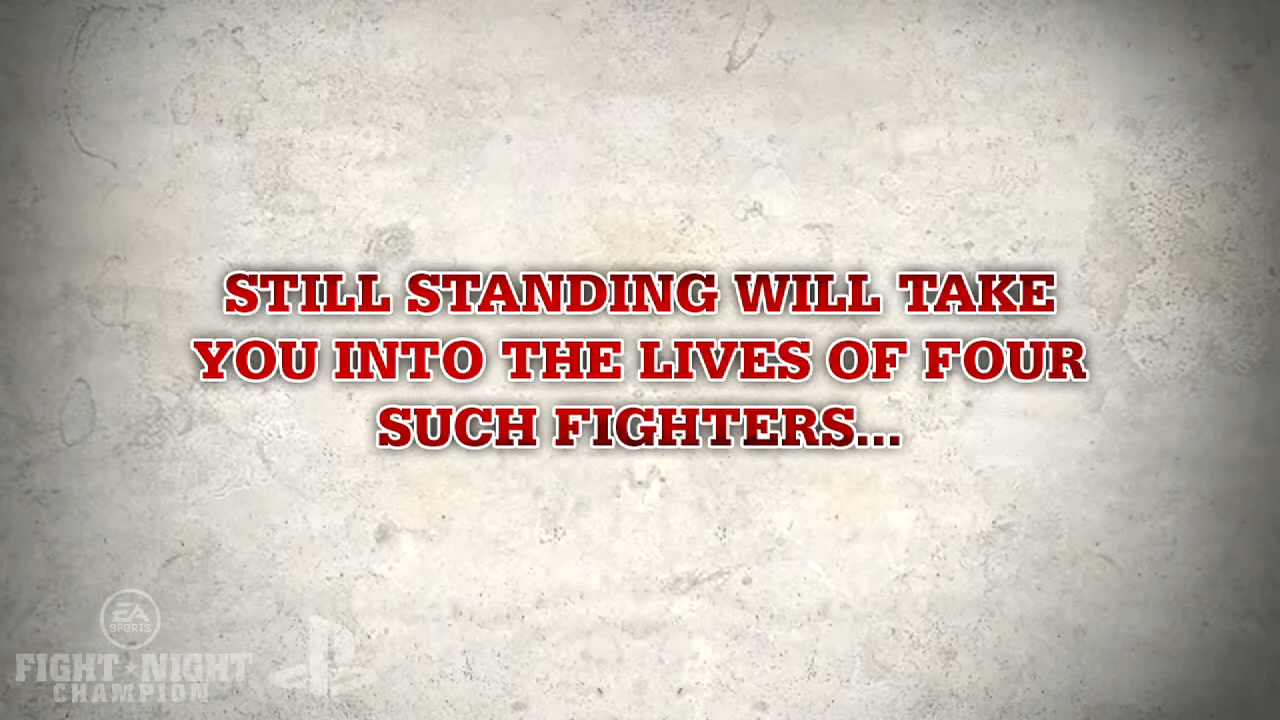 STILL STANDING WILL TAKE
YOU INTO THE LIVES OF FOUR
SUCH FIGHTERS...
EA
SPORTS
FIGHT NIGHT
CHAMPION